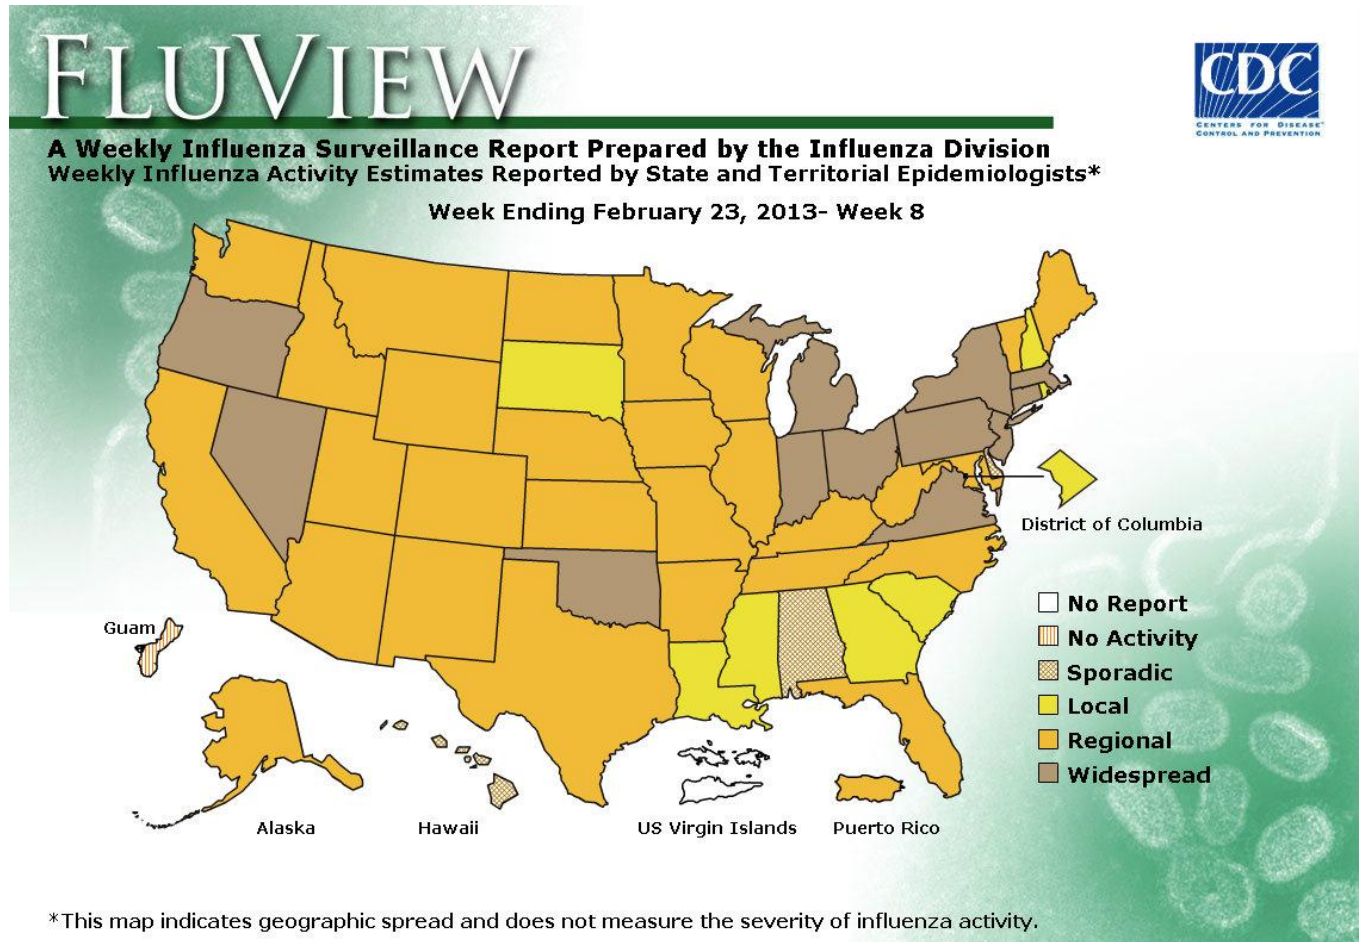 FLUVIEW
CDC
CENTERS FOR DISEASE
CONTROL AND PREVENTION
A Weekly Influenza Surveillance Report Prepared by the Influenza Division
Weekly Influenza Activity Estimates Reported by State and Territorial Epidemiologists*
Week Ending February 23, 2013- Week 8
District of Columbia
Guam
No Report
No Activity
Sporadic
Local
Regional
Widespread
Alaska
Hawaii
US Virgin Islands
Puerto Rico
*This map indicates geographic spread and does not measure the severity of influenza activity.